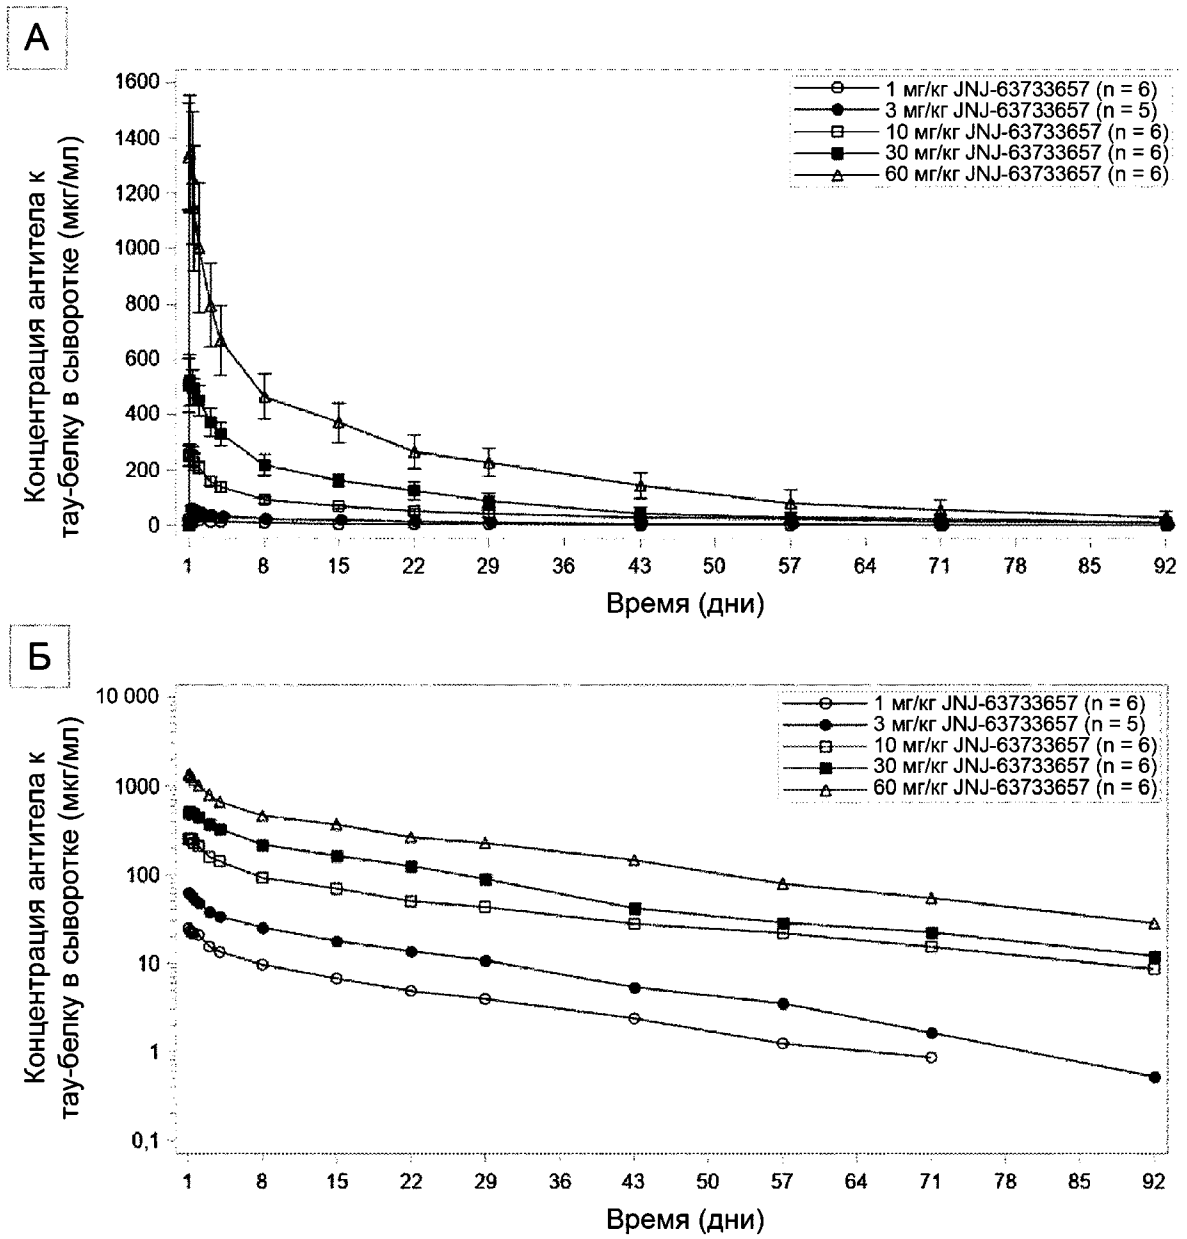 А
Концентрация антитела к
тау-белку в сыворотке (мкг/мл)
1600
1400
1200
1000
800
600
400
200
0
1 мг/кг JNJ-63733657 (n = 6)
3 мг/кг JNJ-63733657 (n = 5)
10 мг/кг JNJ-63733657 (n = 6)
30 мг/кг JNJ-63733657 (n = 6)
60 мг/кг JNJ-63733657 (n = 6)
1 8 15 22 29 36 43 50 57 64 71 78 85 92
Время (дни)
Б
Концентрация антитела к
тау-белку в сыворотке (мкг/мл)
10 000
1000
100
10
1
0,1
1 мг/кг JNJ-63733657 (n = 6)
3 мг/кг JNJ-63733657 (n = 5)
10 мг/кг JNJ-63733657 (n = 6)
30 мг/кг JNJ-63733657 (n = 6)
60 мг/кг JNJ-63733657 (n = 6)
1 8 15 22 29 36 43 50 57 64 71 78 85 92
Время (дни)